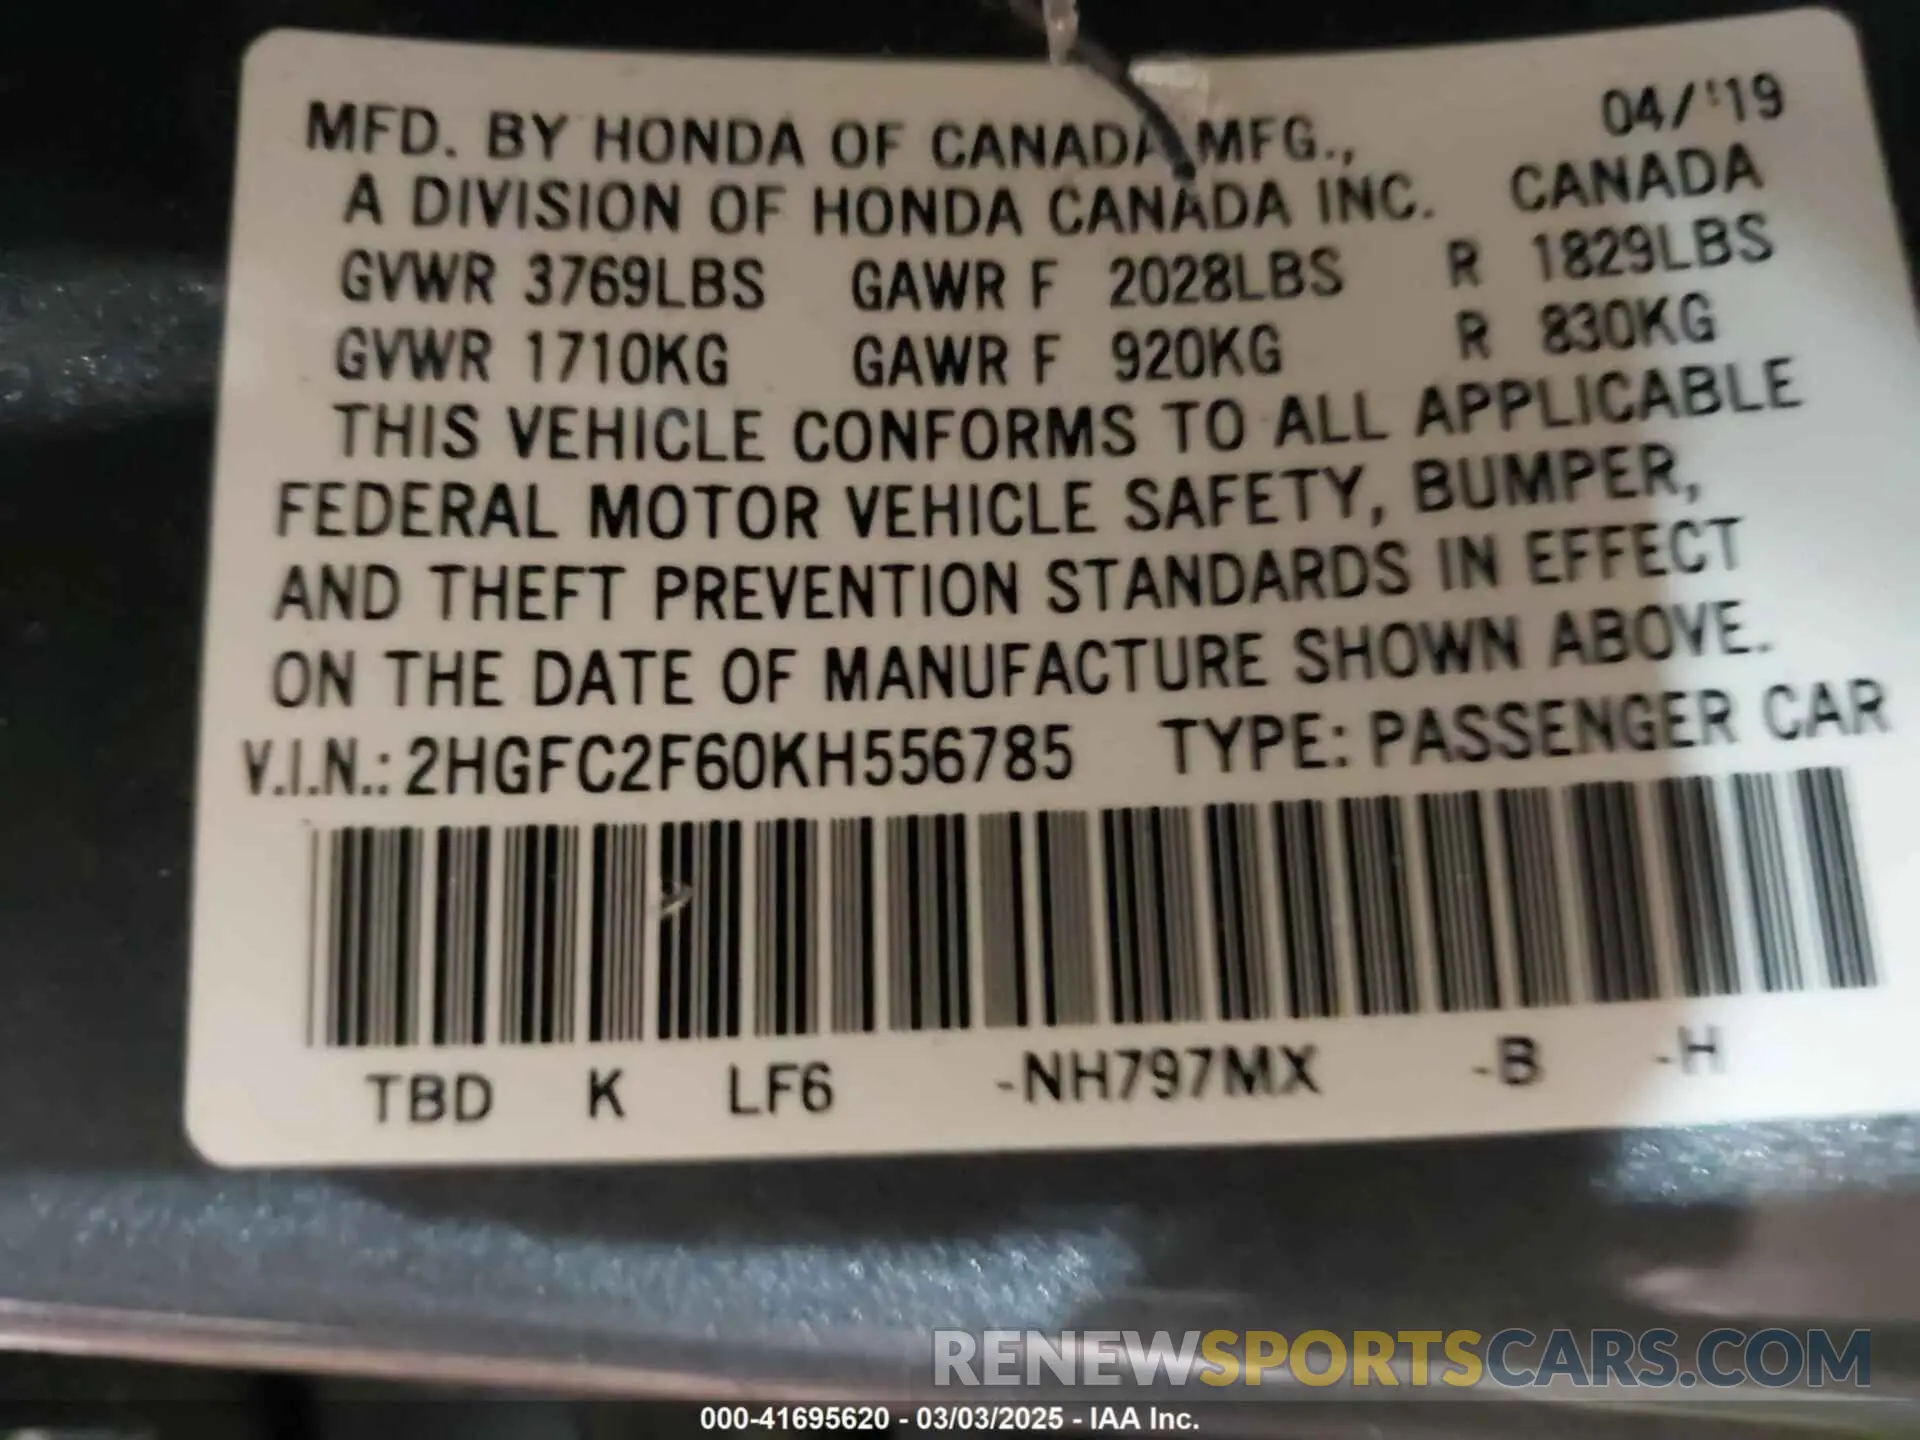 MFD. BY HONDA OF CANADA MFG., 04/'19
A DIVISION OF HONDA CANADA INC. CANADA
GVWR 3769LBS GAWR F 2028LBS R 1829LBS
GVWR 1710KG GAWR F 920KG R 830KG
THIS VEHICLE CONFORMS TO ALL APPLICABLE
FEDERAL MOTOR VEHICLE SAFETY, BUMPER,
AND THEFT PREVENTION STANDARDS IN EFFECT
ON THE DATE OF MANUFACTURE SHOWN ABOVE.
V.I.N.: 2HGFC2F60KH556785 TYPE: PASSENGER CAR
TBD K LF6 -NH797MX -B -H
RENEWSPORTSCARS.COM
000-41695620 - 03/03/2025 - IAA Inc.